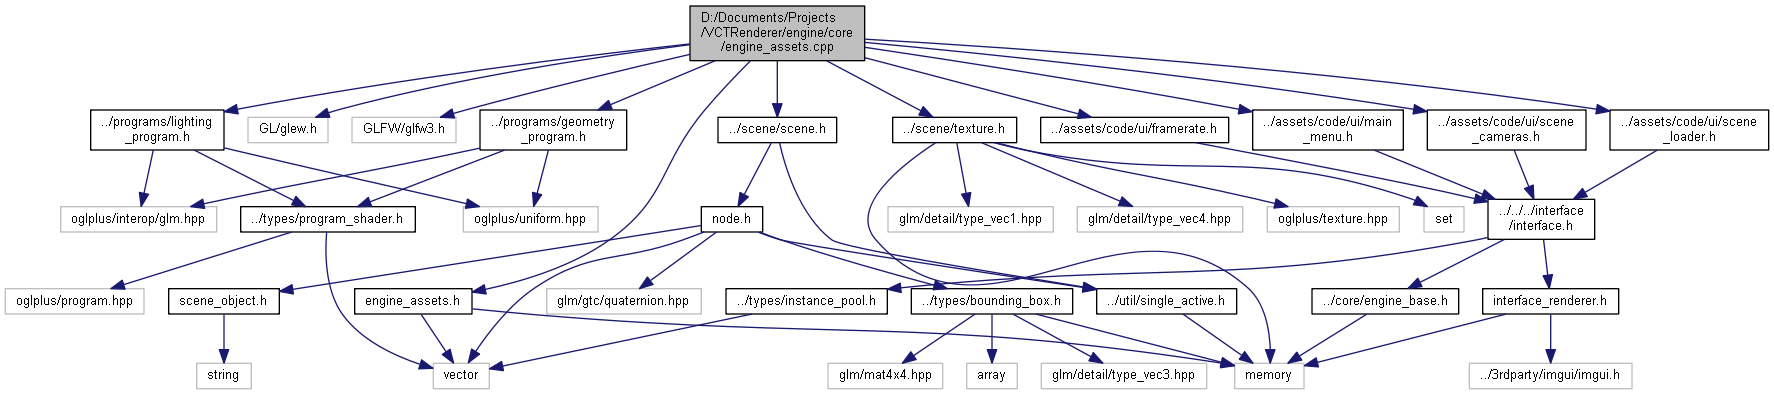 D:/Documents/Projects
/VCTRenderer/engine/core
/engine_assets.cpp
../programs/lighting
_program.h
GL/glew.h
GLFW/glfw3.h
../programs/geometry
_program.h
../scene/scene.h
../scene/texture.h
../assets/code/ui/framerate.h
../assets/code/ui/main
_menu.h
../assets/code/ui/scene
_cameras.h
../assets/code/ui/scene
_loader.h
oglplus/interop/glm.hpp
../types/program_shader.h
oglplus/uniform.hpp
node.h
glm/detail/type_vec1.hpp
glm/detail/type_vec4.hpp
oglplus/texture.hpp
set
../../../interface
/interface.h
oglplus/program.hpp
scene_object.h
engine_assets.h
glm/gtc/quaternion.hpp
../types/instance_pool.h
../types/bounding_box.h
../util/single_active.h
../core/engine_base.h
interface_renderer.h
string
vector
glm/mat4x4.hpp
array
glm/detail/type_vec3.hpp
memory
../3rdparty/imgui/imgui.h